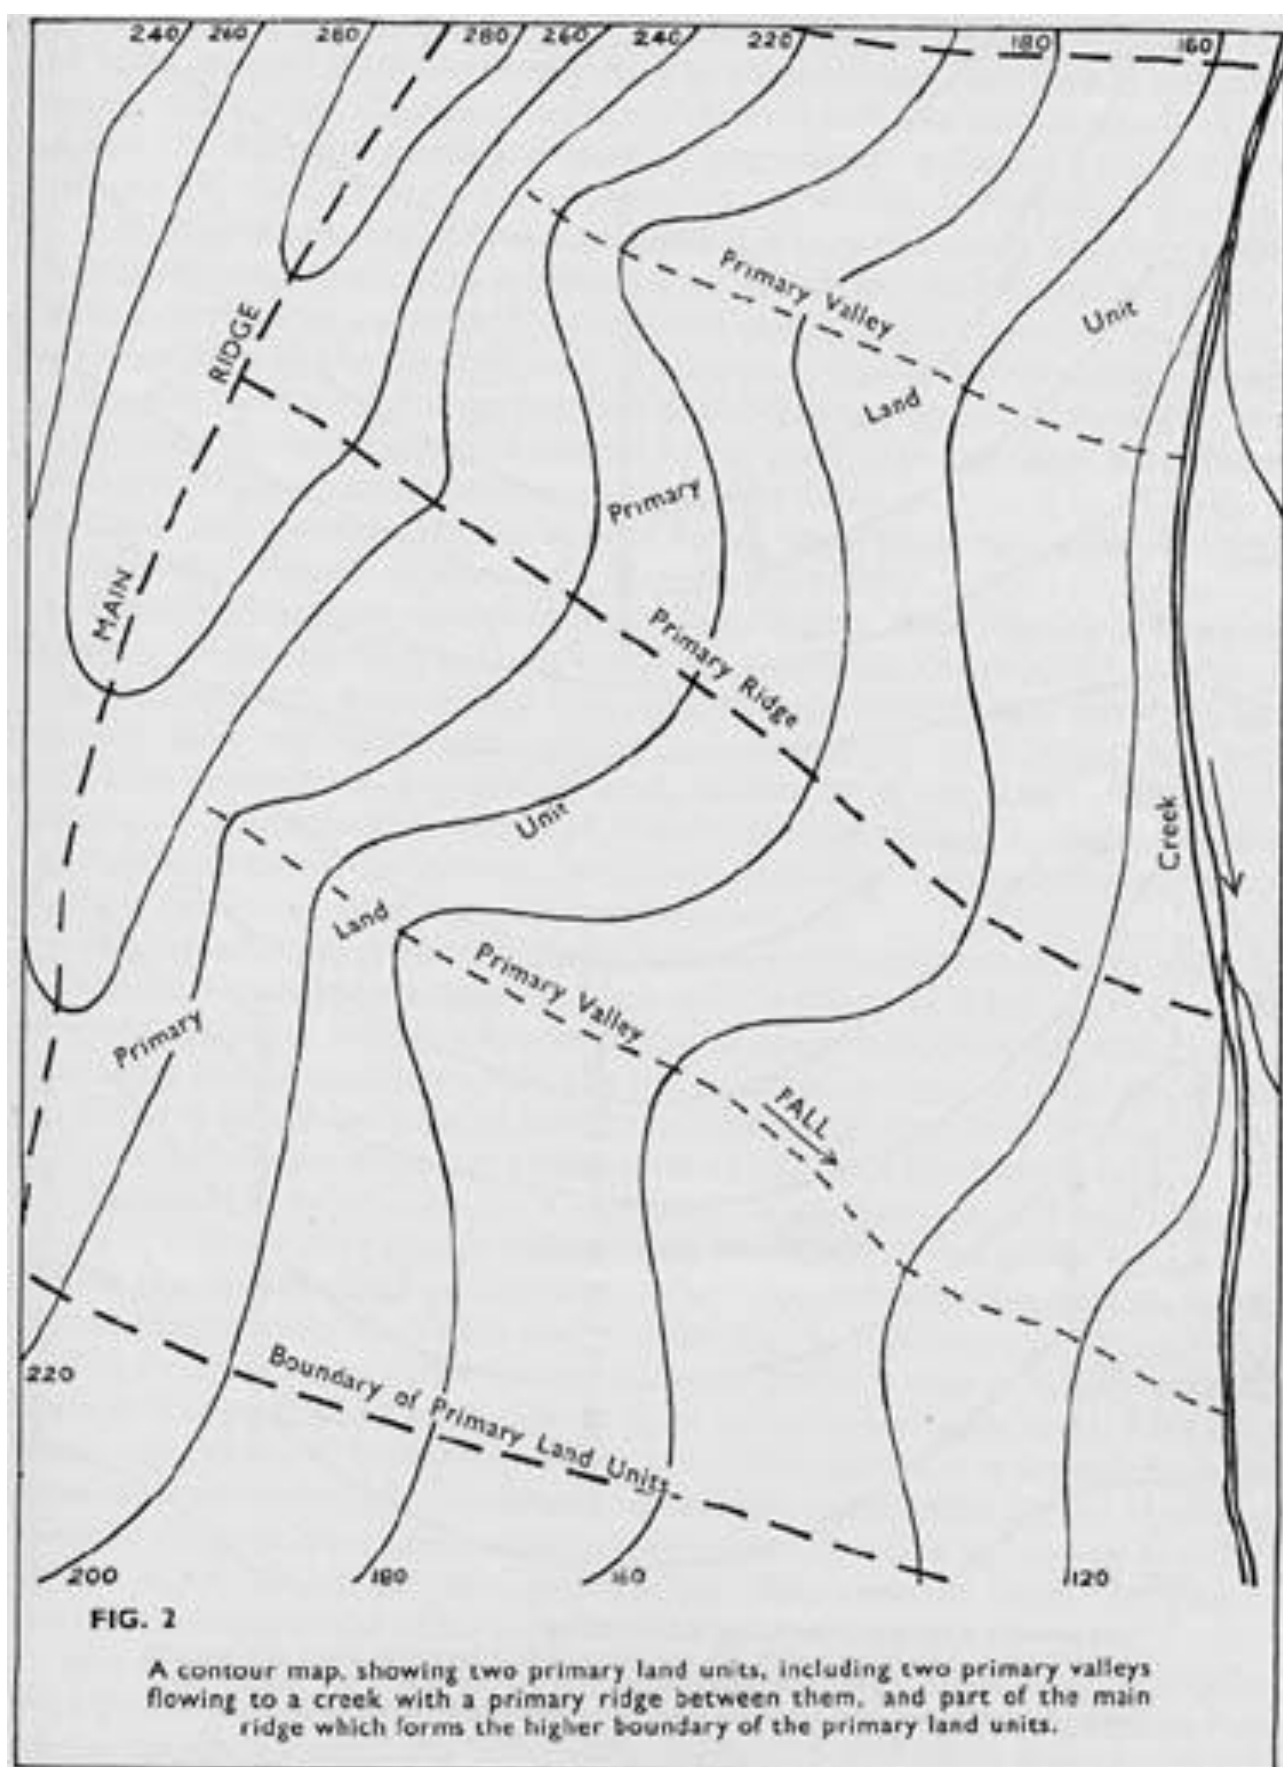 240 260 280 280 260 240 220 180 160
Primary Valley
Unit
RIDGE
Land
Primary
MAIN
Primary Ridge
Unit
Creek
Land
Primary Valley
Primary
FALL
220
Boundary of Primary Land Units
200 180 160 120
FIG. 2
A contour map, showing two primary land units, including two primary valleys
flowing to a creek with a primary ridge between them, and part of the main
ridge which forms the higher boundary of the primary land units.